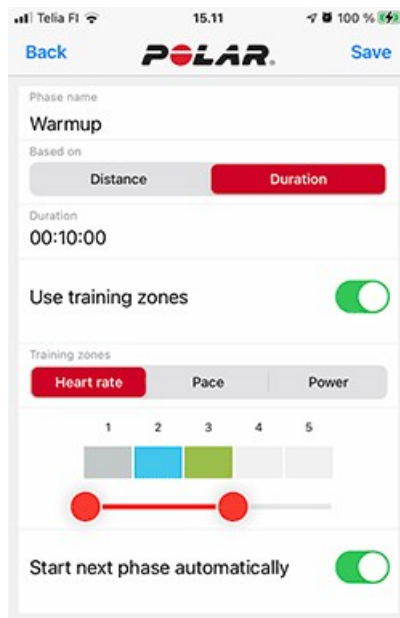 Telia FI 15.11 100 %
Back POLAR. Save
Phase name
Warmup
Based on
Distance Duration
Duration
00:10:00
Use training zones
Training zones
Heart rate Pace Power
1 2 3 4 5
Start next phase automatically